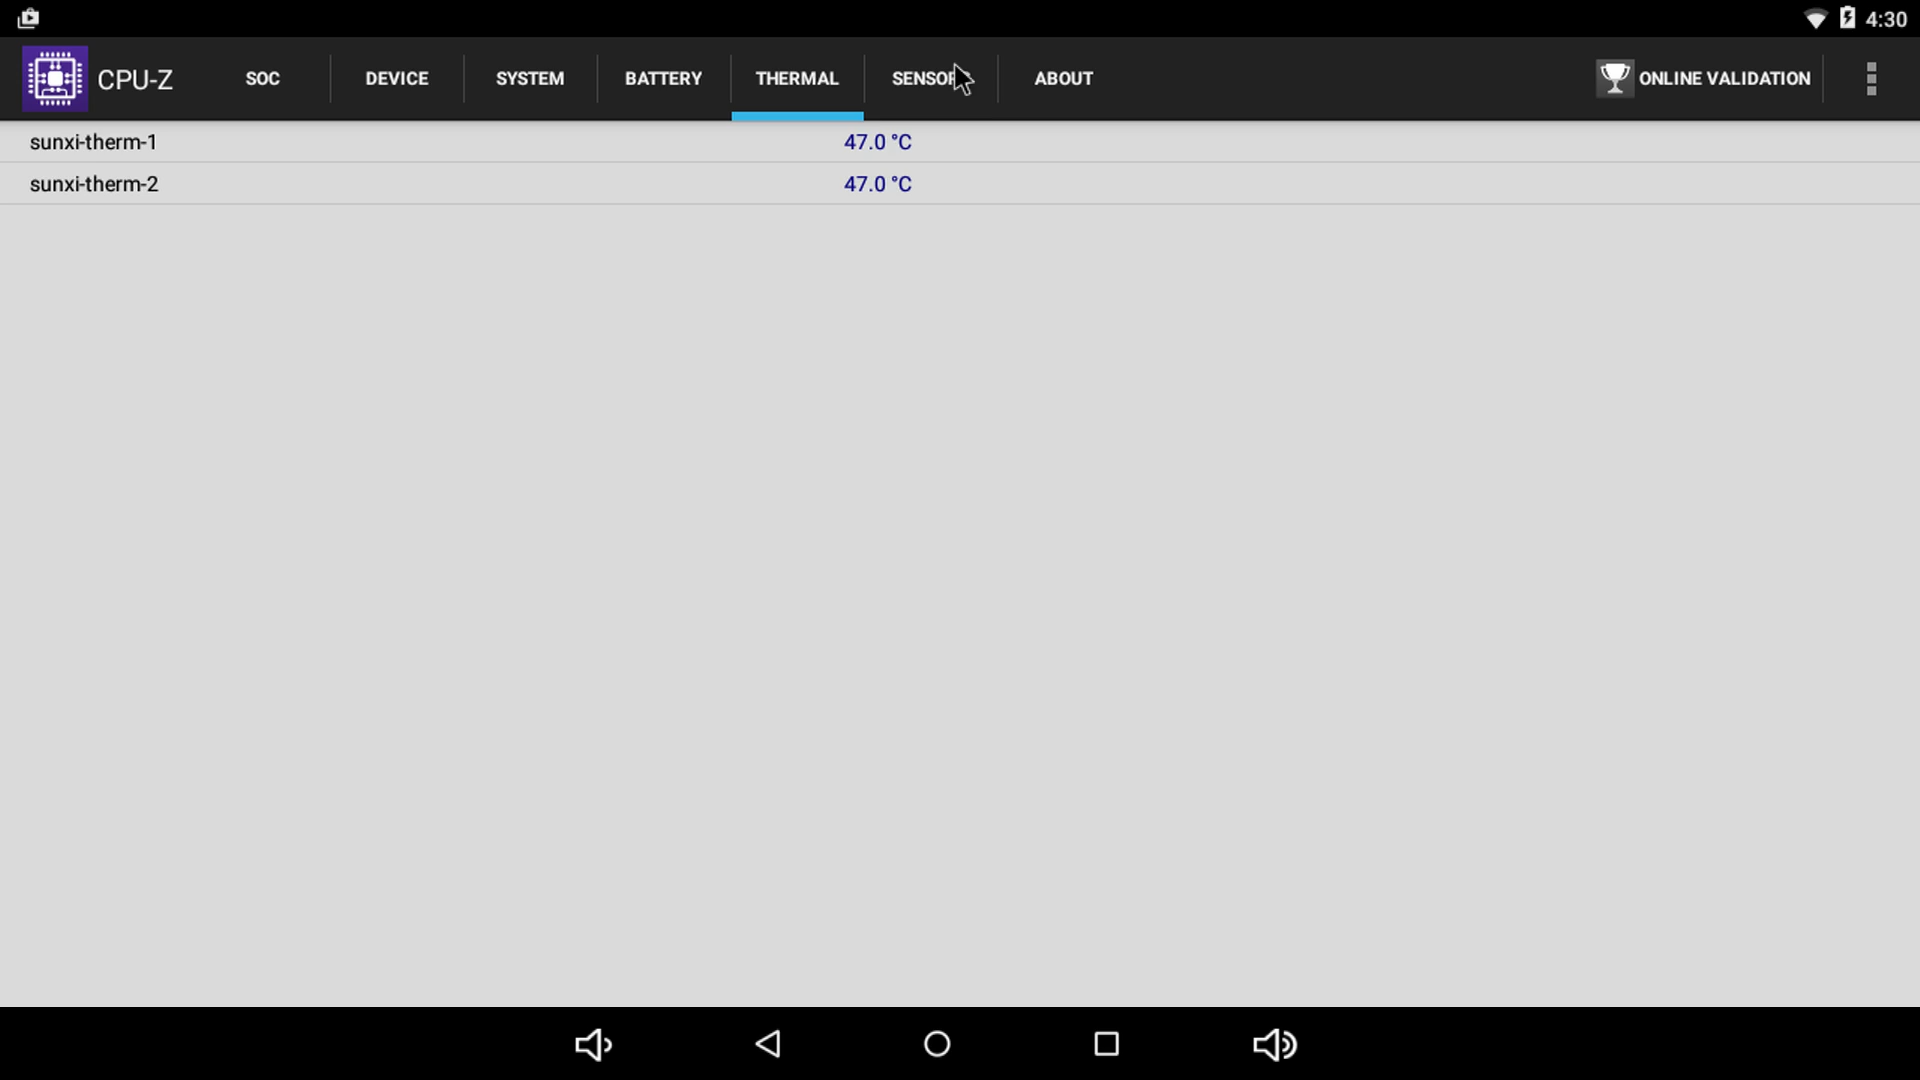 4:30
CPU-Z SOC DEVICE SYSTEM BATTERY THERMAL SENSORS ABOUT ONLINE VALIDATION
sunxi-therm-1 47.0 °C
sunxi-therm-2 47.0 °C